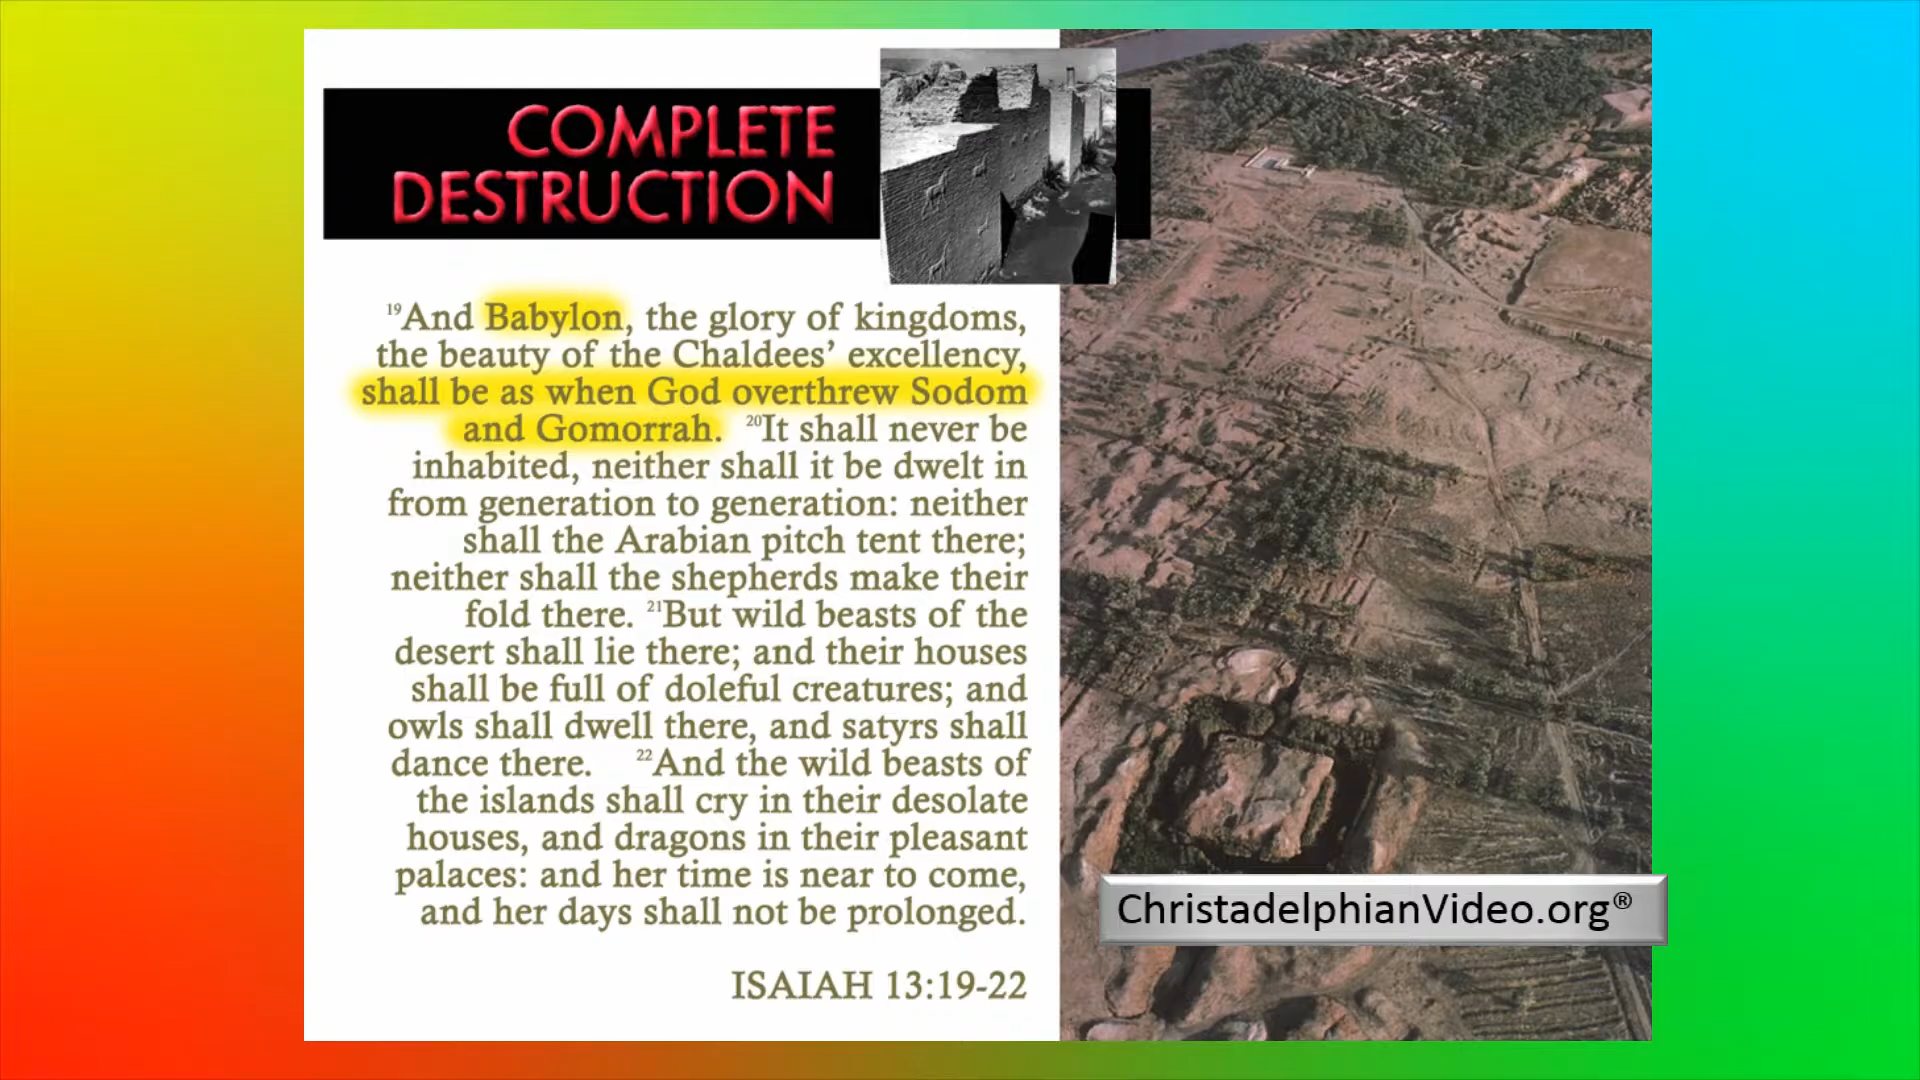 COMPLETE
DESTRUCTION
¹⁹And Babylon, the glory of kingdoms,
the beauty of the Chaldees’ excellency,
shall be as when God overthrew Sodom
and Gomorrah. ²⁰It shall never be
inhabited, neither shall it be dwelt in
from generation to generation: neither
shall the Arabian pitch tent there;
neither shall the shepherds make their
fold there. ²¹But wild beasts of the
desert shall lie there; and their houses
shall be full of doleful creatures; and
owls shall dwell there, and satyrs shall
dance there. ²²And the wild beasts of
the islands shall cry in their desolate
houses, and dragons in their pleasant
palaces: and her time is near to come,
and her days shall not be prolonged.
ISAIAH 13:19-22
ChristadelphianVideo.org®